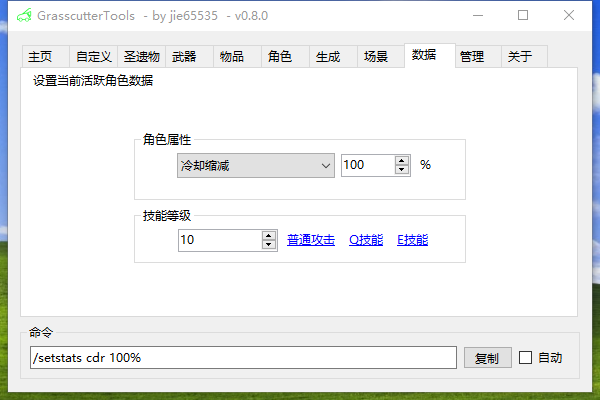 GrasscutterTools - by jie65535 - v0.8.0
主页 自定义 圣遗物 武器 物品 角色 生成 场景 数据 管理 关于
设置当前活跃角色数据
角色属性
冷却缩减 100 %
技能等级
10 普通攻击 Q技能 E技能
命令
/setstats cdr 100% 复制 自动